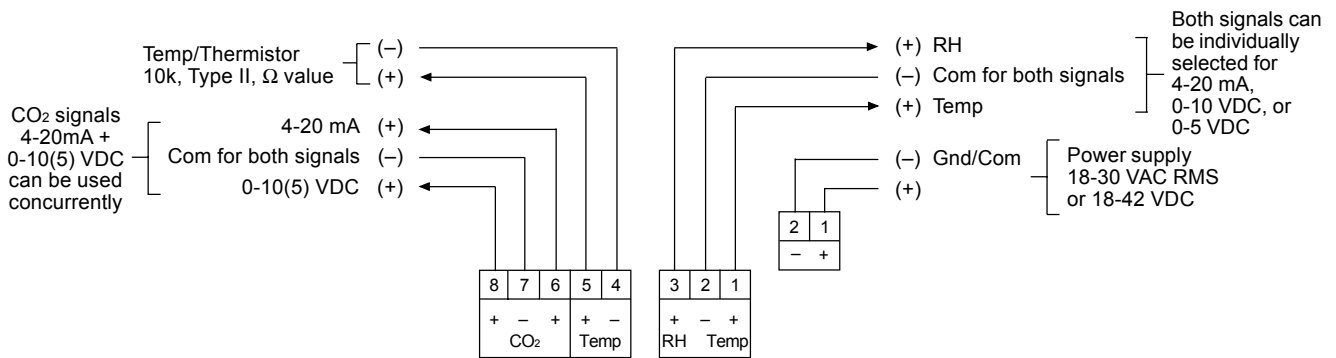 Temp/Thermistor
10k, Type II, Ω value
(–)
(+)
CO2 signals
4-20mA +
0-10(5) VDC
can be used
concurrently
4-20 mA (+)
Com for both signals (–)
0-10(5) VDC (+)
8 7 6 5 4
+ – + + –
CO2 Temp
(+) RH
(–) Com for both signals
(+) Temp
Both signals can
be individually
selected for
4-20 mA,
0-10 VDC, or
0-5 VDC
(–) Gnd/Com
(+)
Power supply
18-30 VAC RMS
or 18-42 VDC
2 1
– +
3 2 1
+ – +
RH Temp